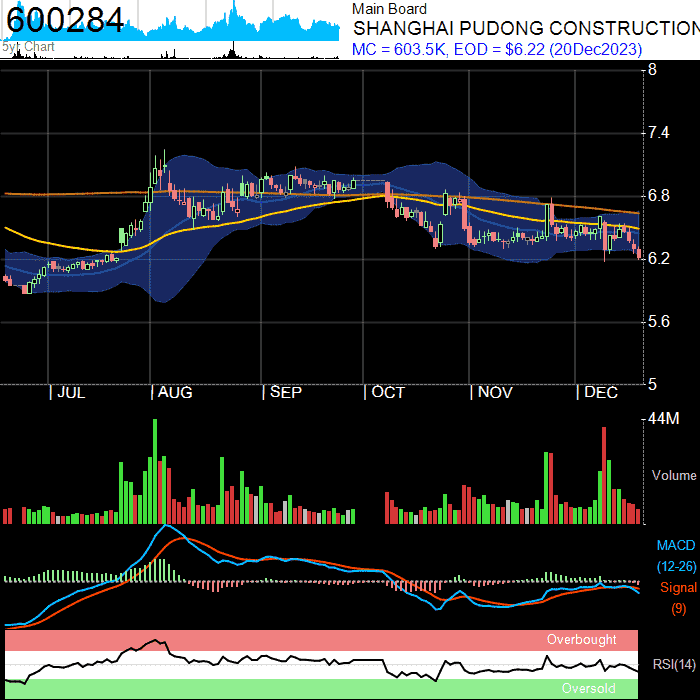 600284
5yr Chart
Main Board
SHANGHAI PUDONG CONSTRUCTION
MC = 603.5K, EOD = $6.22 (20Dec2023)
8
7.4
6.8
6.2
5.6
5
JUL AUG SEP OCT NOV DEC
44M
Volume
MACD
(12-26)
Signal
(9)
Overbought
RSI(14)
Oversold